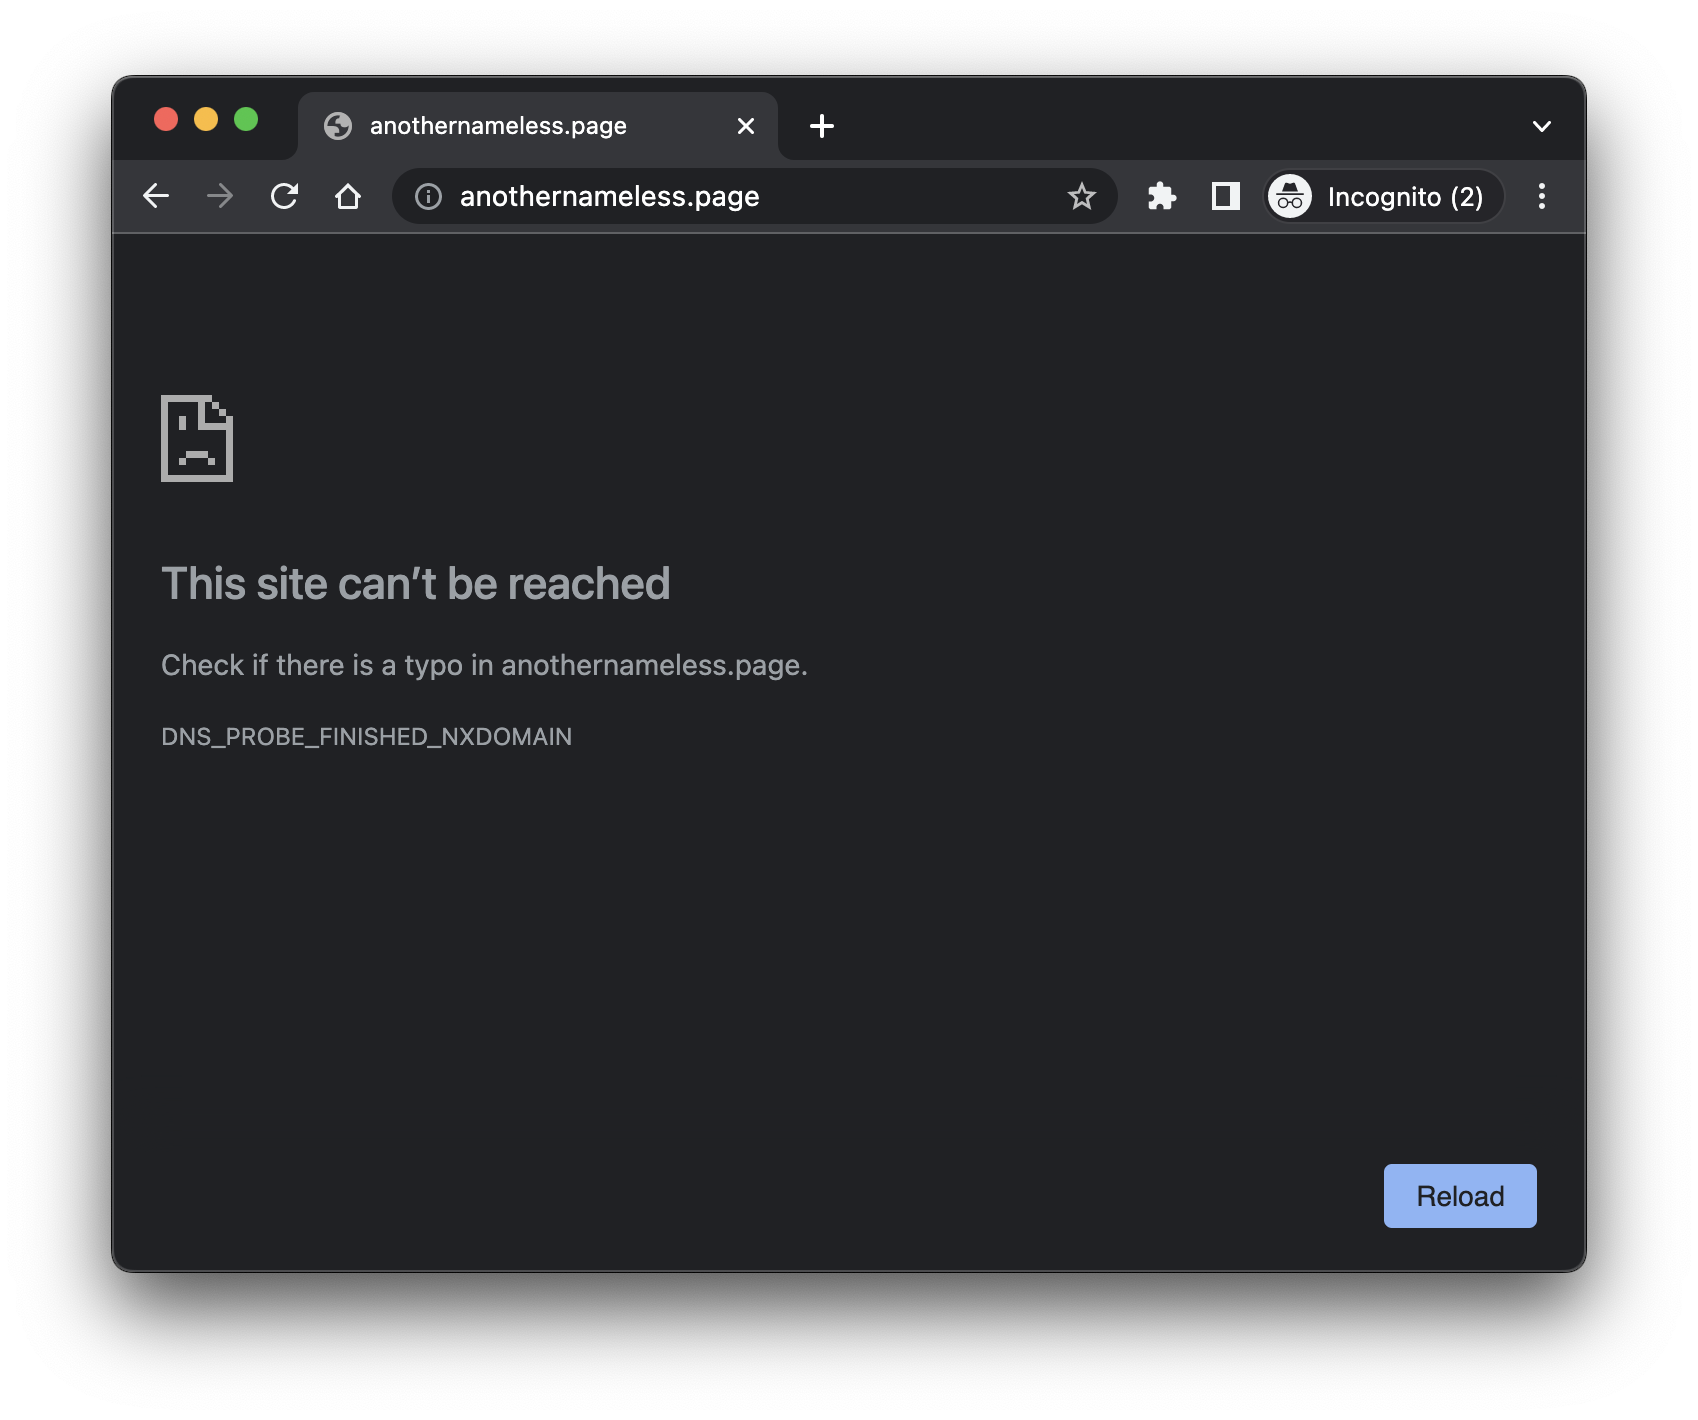 anothernameless.page
anothernameless.page
Incognito (2)
This site can’t be reached
Check if there is a typo in anothernameless.page.
DNS_PROBE_FINISHED_NXDOMAIN
Reload